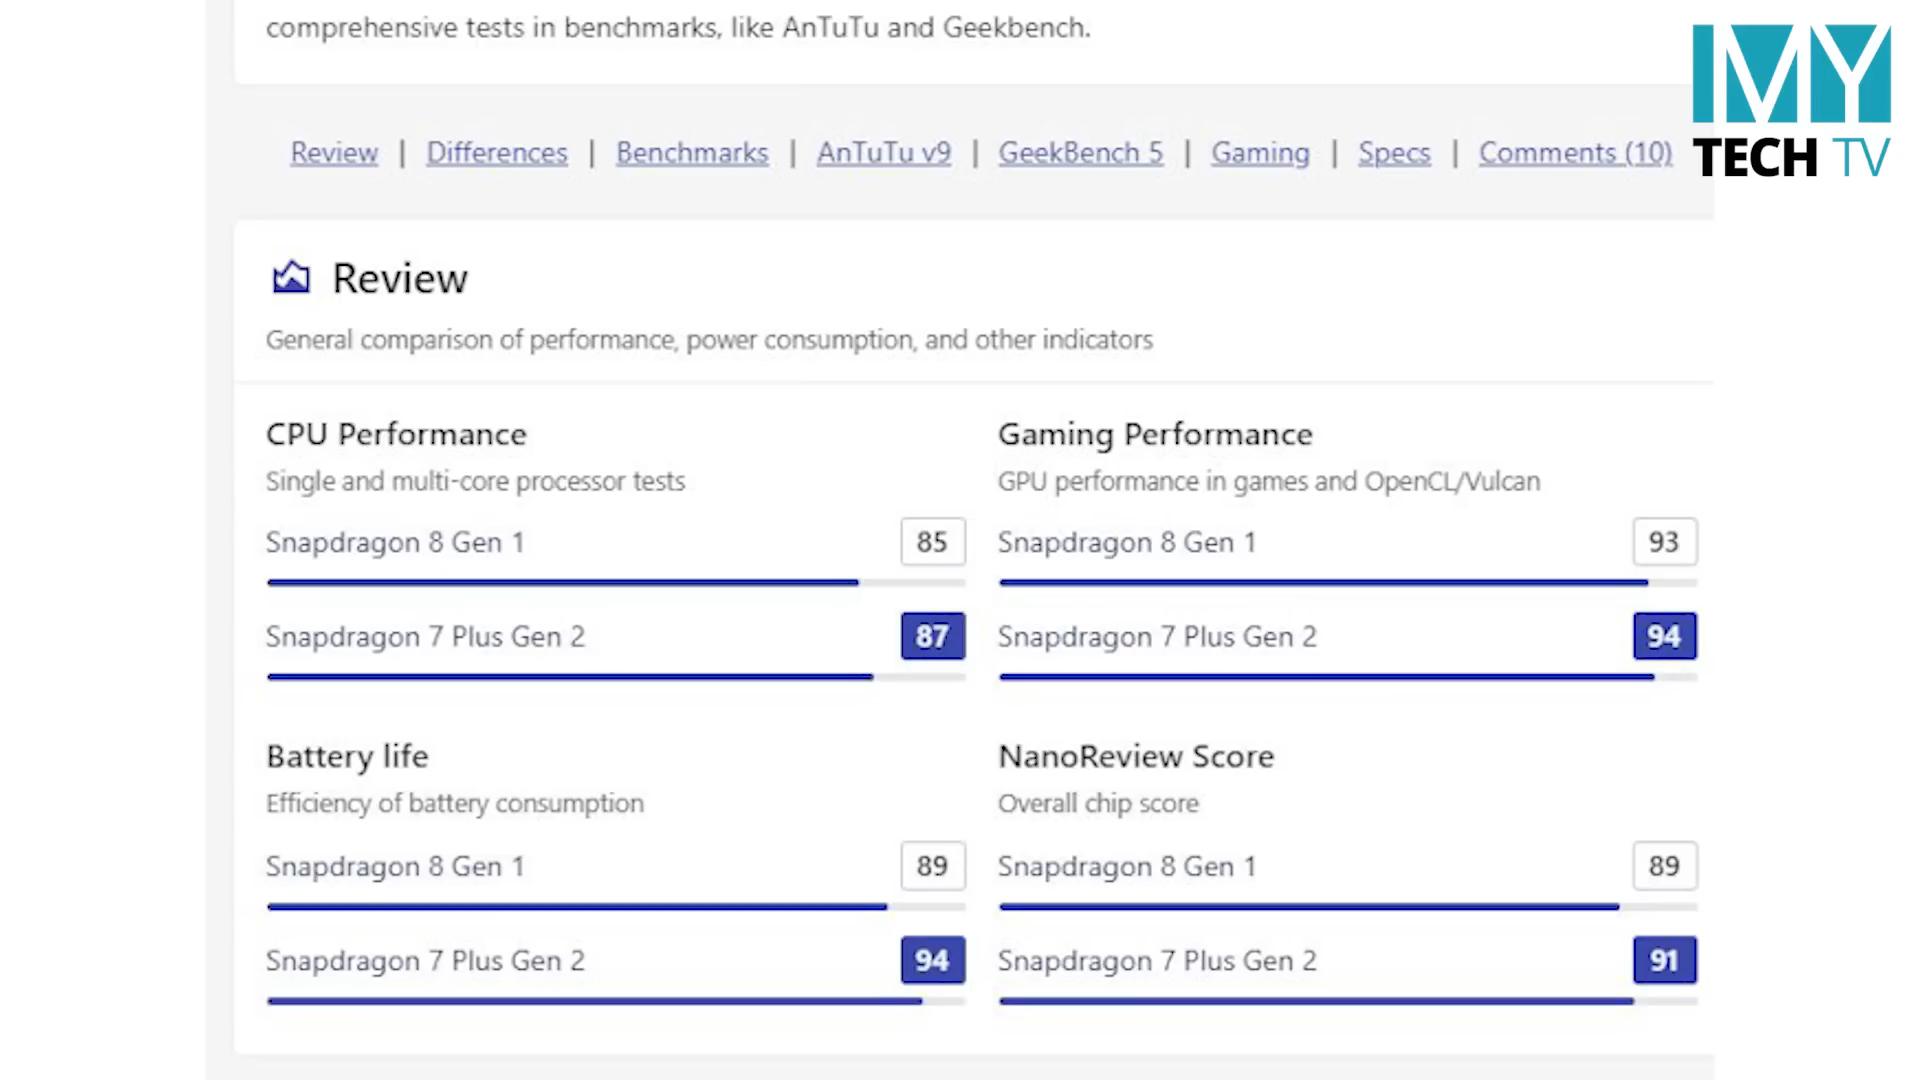 comprehensive tests in benchmarks, like AnTuTu and Geekbench.
MY
TECH TV
Review | Differences | Benchmarks | AnTuTu v9 | GeekBench 5 | Gaming | Specs | Comments (10)
Review
General comparison of performance, power consumption, and other indicators
CPU Performance
Single and multi-core processor tests
Snapdragon 8 Gen 1 85
Snapdragon 7 Plus Gen 2 87
Gaming Performance
GPU performance in games and OpenCL/Vulcan
Snapdragon 8 Gen 1 93
Snapdragon 7 Plus Gen 2 94
Battery life
Efficiency of battery consumption
Snapdragon 8 Gen 1 89
Snapdragon 7 Plus Gen 2 94
NanoReview Score
Overall chip score
Snapdragon 8 Gen 1 89
Snapdragon 7 Plus Gen 2 91